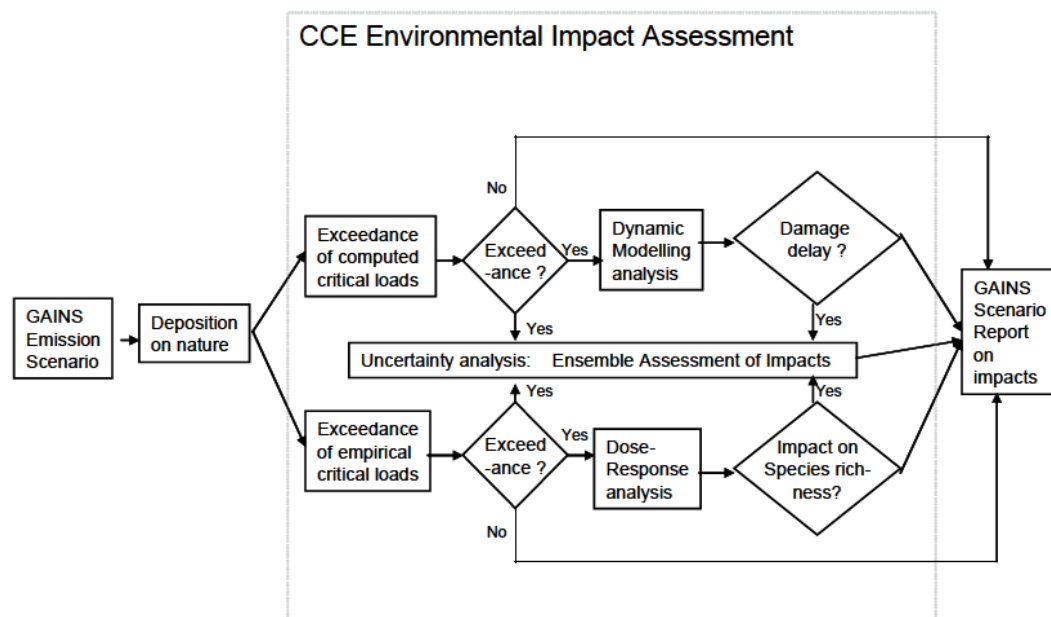 CCE Environmental Impact Assessment
No
Exceedance
of computed
critical loads
Exceed
-ance ?
Yes
Dynamic
Modelling
analysis
Damage
delay ?
GAINS
Emission
Scenario
Deposition
on nature
Yes
Yes
Uncertainty analysis: Ensemble Assessment of Impacts
GAINS
Scenario
Report
on
impacts
Yes
Yes
Exceedance
of empirical
critical loads
Exceed
-ance ?
Yes
Dose-
Response
analysis
Impact on
Species rich-
ness?
No